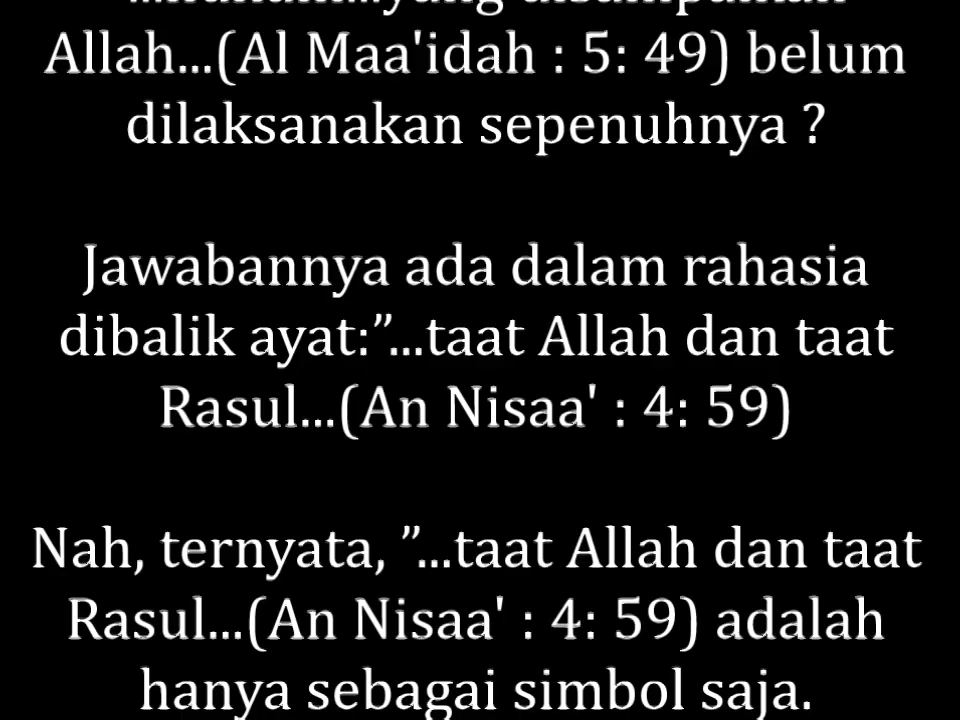 Allah...(Al Maa'idah : 5: 49) belum
dilaksanakan sepenuhnya ?
Jawabannya ada dalam rahasia
dibalik ayat:”...taat Allah dan taat
Rasul...(An Nisaa' : 4: 59)
Nah, ternyata, ”...taat Allah dan taat
Rasul...(An Nisaa' : 4: 59) adalah
hanya sebagai simbol saja.